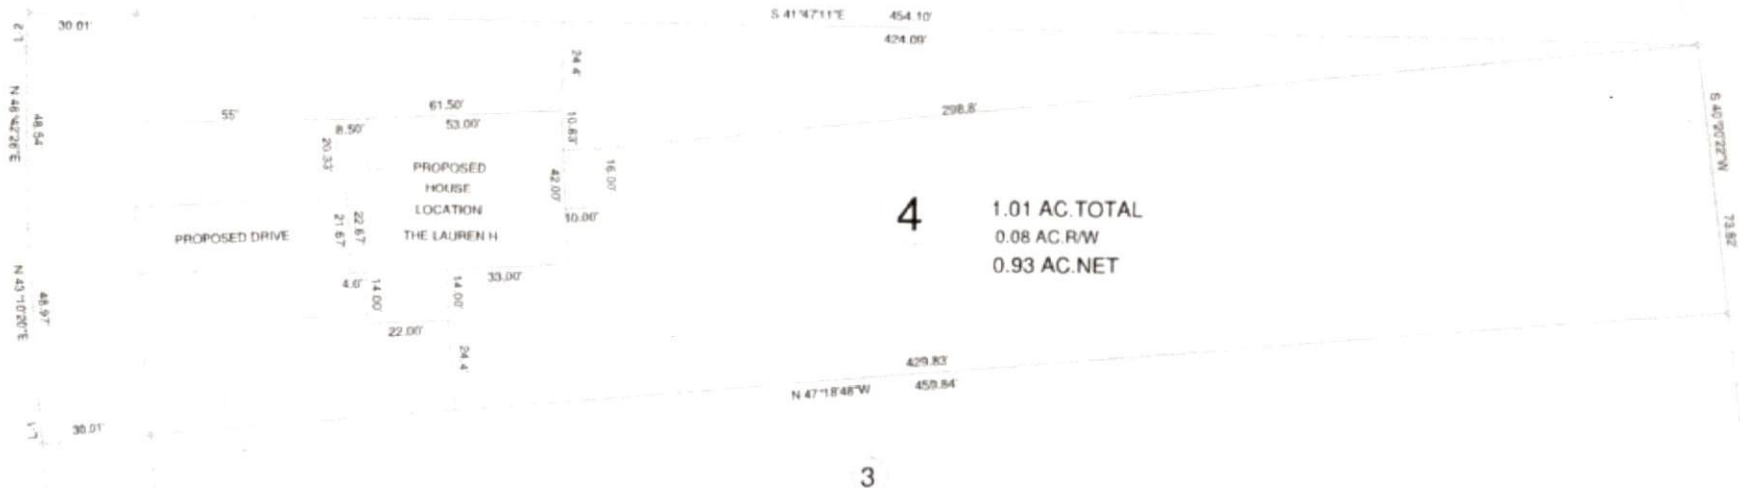 S 41°47'11"E 454.10'
30.01'
424.09'
24.4'
N 46°42'26"E
48.54
55'
61.50'
8.50'
53.00'
298.8'
10.83'
20.33'
16.00'
S 40°20'22"W
73.82'
PROPOSED
HOUSE
LOCATION
THE LAUREN H
42.00'
10.00'
22.67'
21.67'
PROPOSED DRIVE
4
1.01 AC.TOTAL
0.08 AC.R/W
0.93 AC.NET
N 43°10'20"E
48.97'
4.6'
14.00'
14.00'
33.00'
22.00'
24.4'
429.83'
N 47°18'48"W 459.84'
30.01'
3